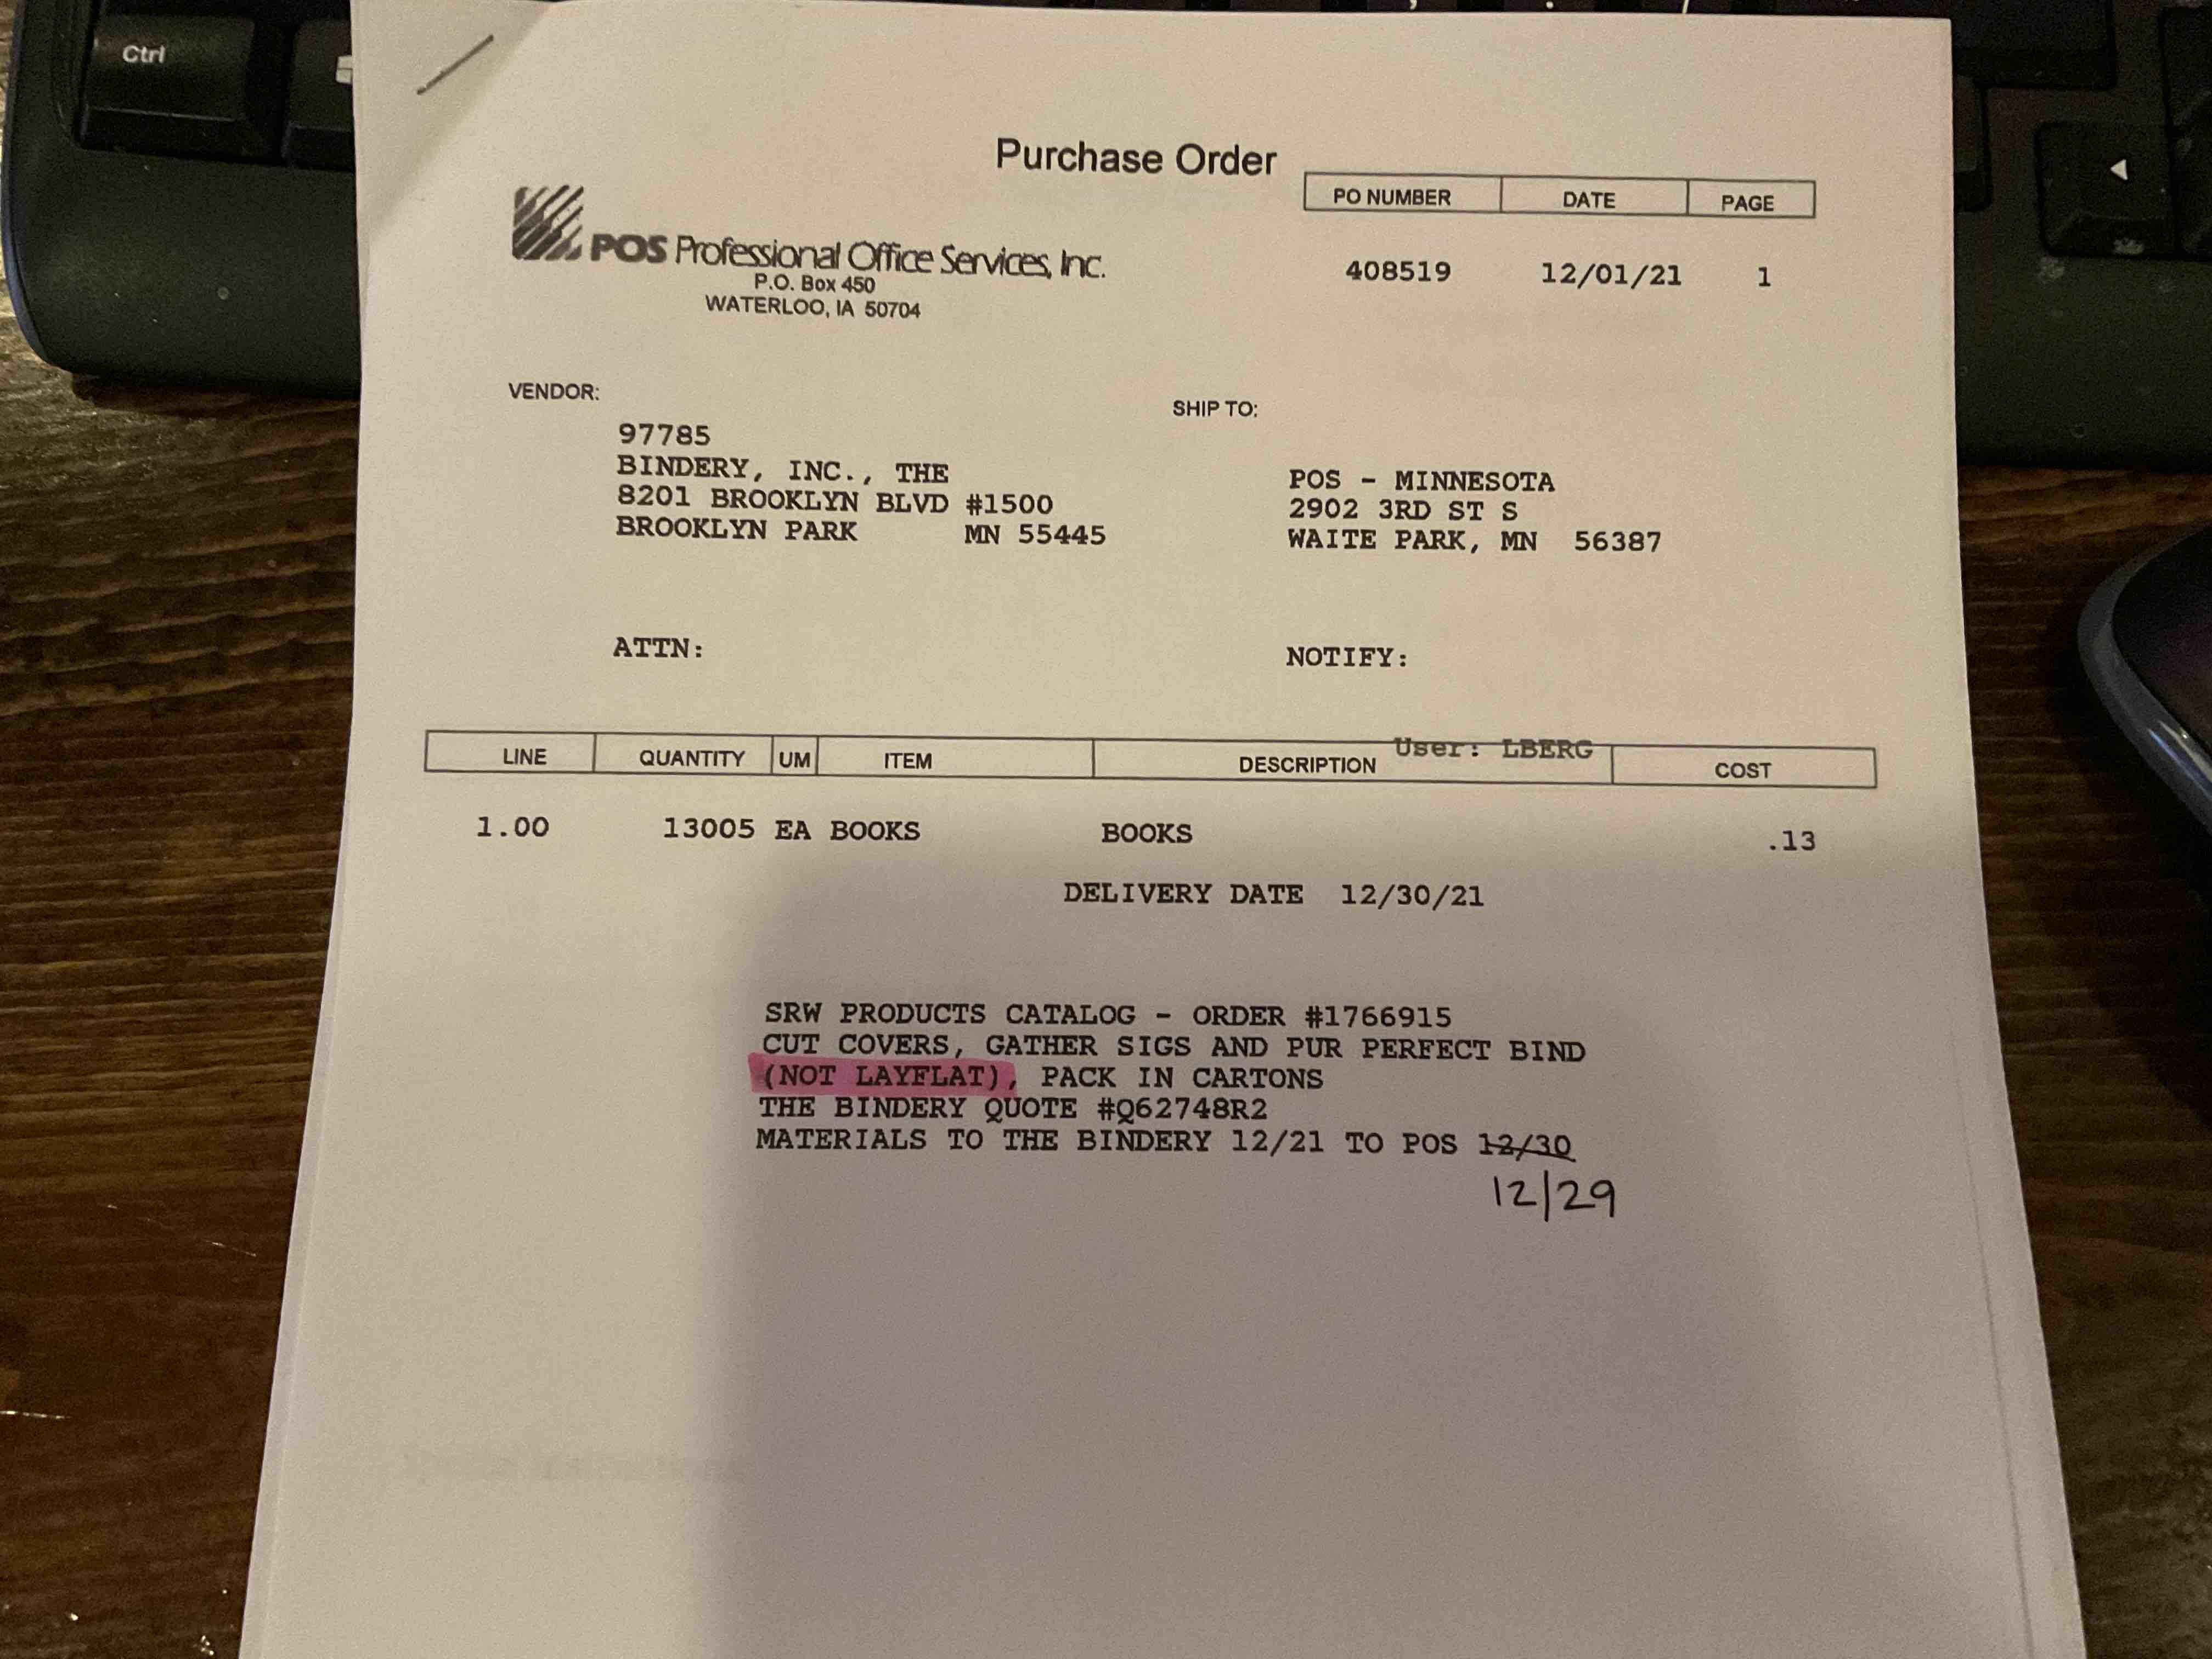 Ctrl
Purchase Order
PO NUMBER DATE PAGE
POS Professional Office Services, Inc.
P.O. Box 450
WATERLOO, IA 50704
408519 12/01/21 1
VENDOR:
97785
BINDERY, INC., THE
8201 BROOKLYN BLVD #1500
BROOKLYN PARK MN 55445
SHIP TO:
POS - MINNESOTA
2902 3RD ST S
WAITE PARK, MN 56387
ATTN:
NOTIFY:
User: LBERG
LINE QUANTITY UM ITEM DESCRIPTION COST
1.00 13005 EA BOOKS BOOKS .13
DELIVERY DATE 12/30/21
SRW PRODUCTS CATALOG - ORDER #1766915
CUT COVERS, GATHER SIGS AND PUR PERFECT BIND
(NOT LAYFLAT), PACK IN CARTONS
THE BINDERY QUOTE #Q62748R2
MATERIALS TO THE BINDERY 12/21 TO POS 12/30
12/29